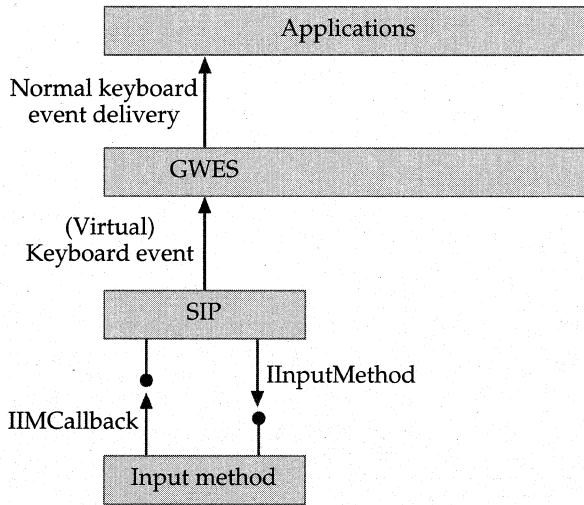 Applications
Normal keyboard
event delivery
GWES
(Virtual)
Keyboard event
SIP
IInputMethod
IIMCallback
Input method